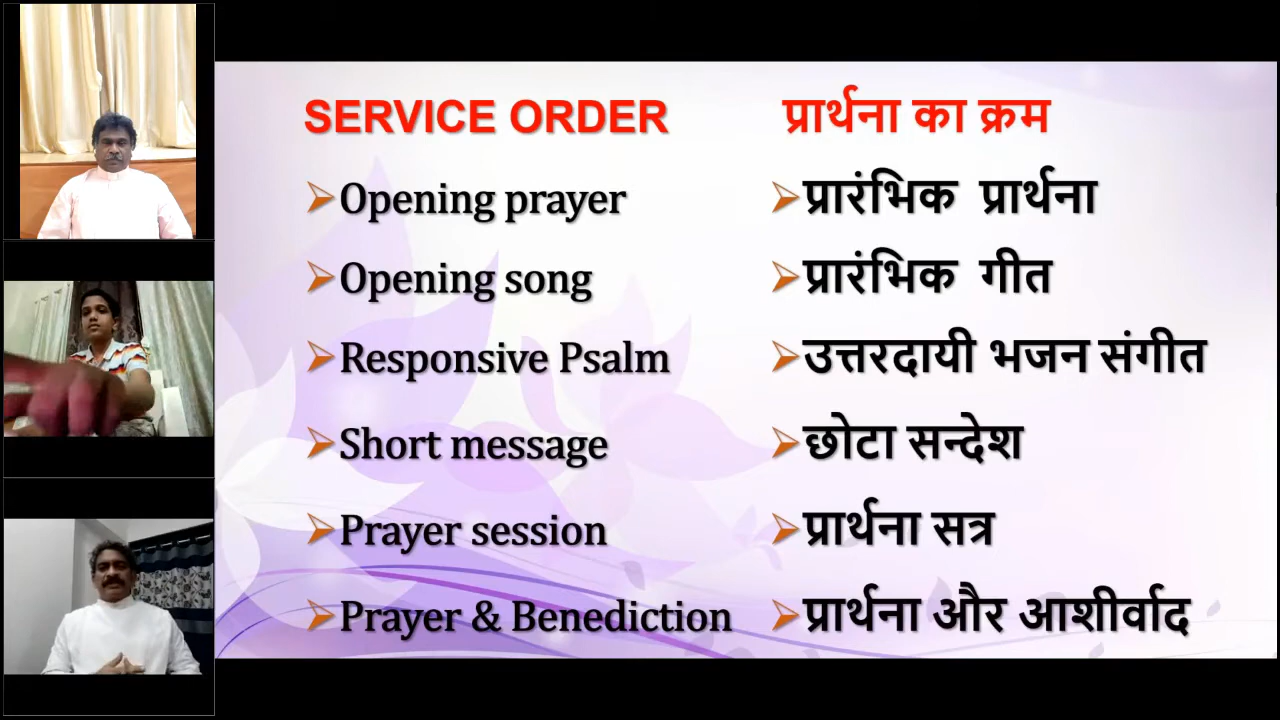 SERVICE ORDER
Opening prayer
Opening song
Responsive Psalm
Short message
Prayer session
Prayer & Benediction
प्रार्थना का क्रम
प्रारंभिक प्रार्थना
प्रारंभिक गीत
उत्तरदायी भजन संगीत
छोटा सन्देश
प्रार्थना सत्र
प्रार्थना और आशीर्वाद